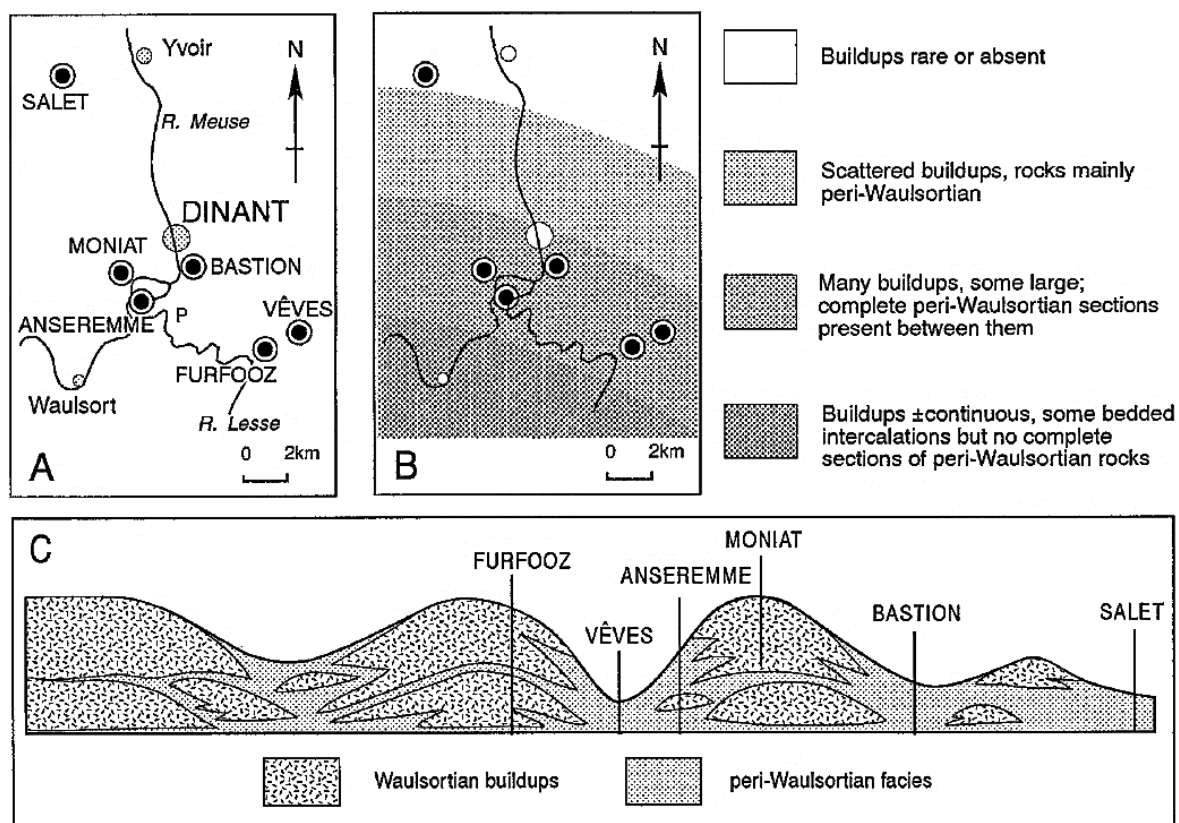 Yvoir
N
SALET
R. Meuse
DINANT
MONIAT
BASTION
P
VÊVES
ANSEREMME
FURFOOZ
Waulsort
R. Lesse
A
0 2km
N
B
0 2km
Buildups rare or absent
Scattered buildups, rocks mainly
peri-Waulsortian
Many buildups, some large;
complete peri-Waulsortian sections
present between them
Buildups ±continuous, some bedded
intercalations but no complete
sections of peri-Waulsortian rocks
C
FURFOOZ
VÊVES
ANSEREMME
MONIAT
BASTION
SALET
Waulsortian buildups
peri-Waulsortian facies